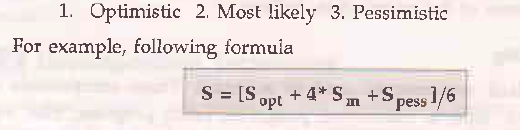 1. Optimistic 2. Most likely 3. Pessimistic
For example, following formula
S = [S opt + 4* S m + S pess ]/6